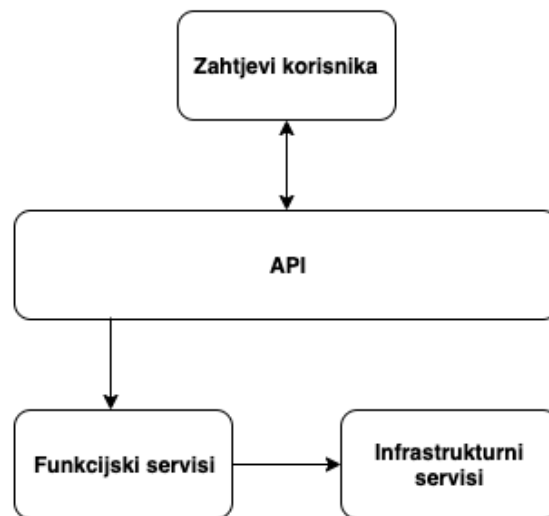 Zahtjevi korisnika
API
Funkcijski servisi
Infrastrukturni
servisi